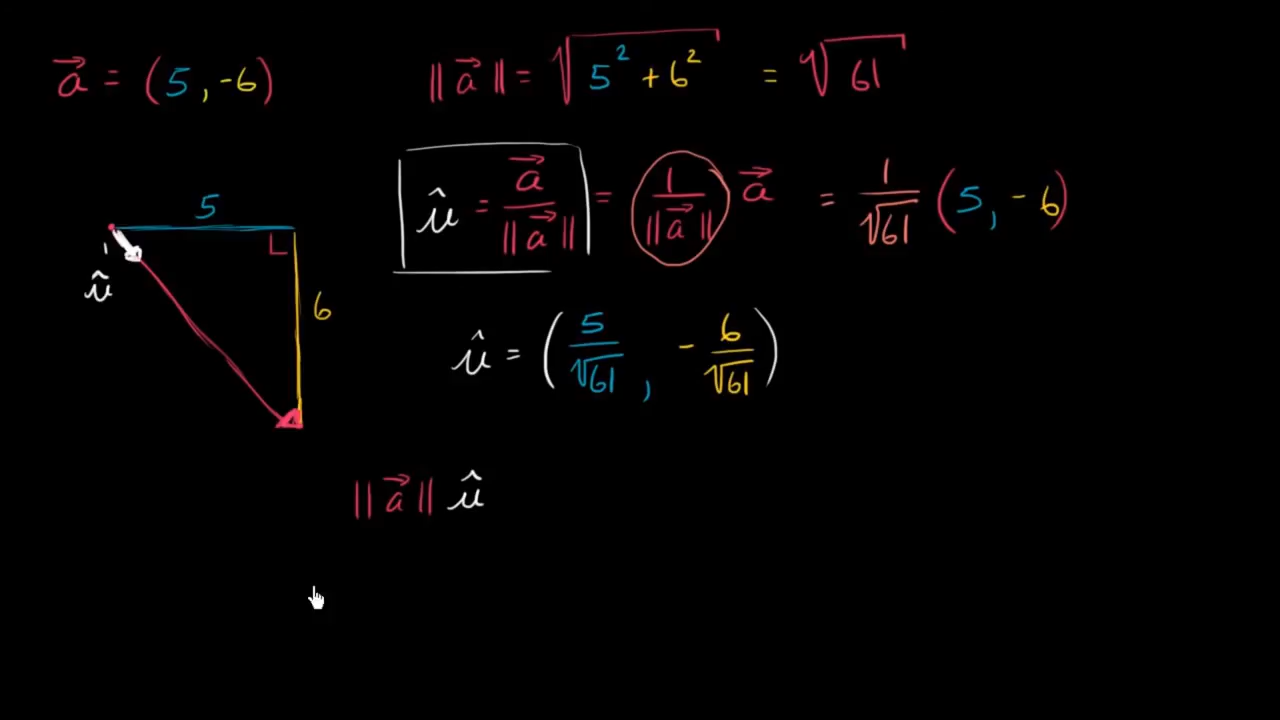 a⃗ = (5, -6)
||a⃗|| = √(5² + 6²) = √61
û = a⃗/||a⃗|| = 1/||a⃗|| a⃗ = 1/√61 (5, -6)
5
6
û
û = (5/√61, -6/√61)
||a⃗|| û